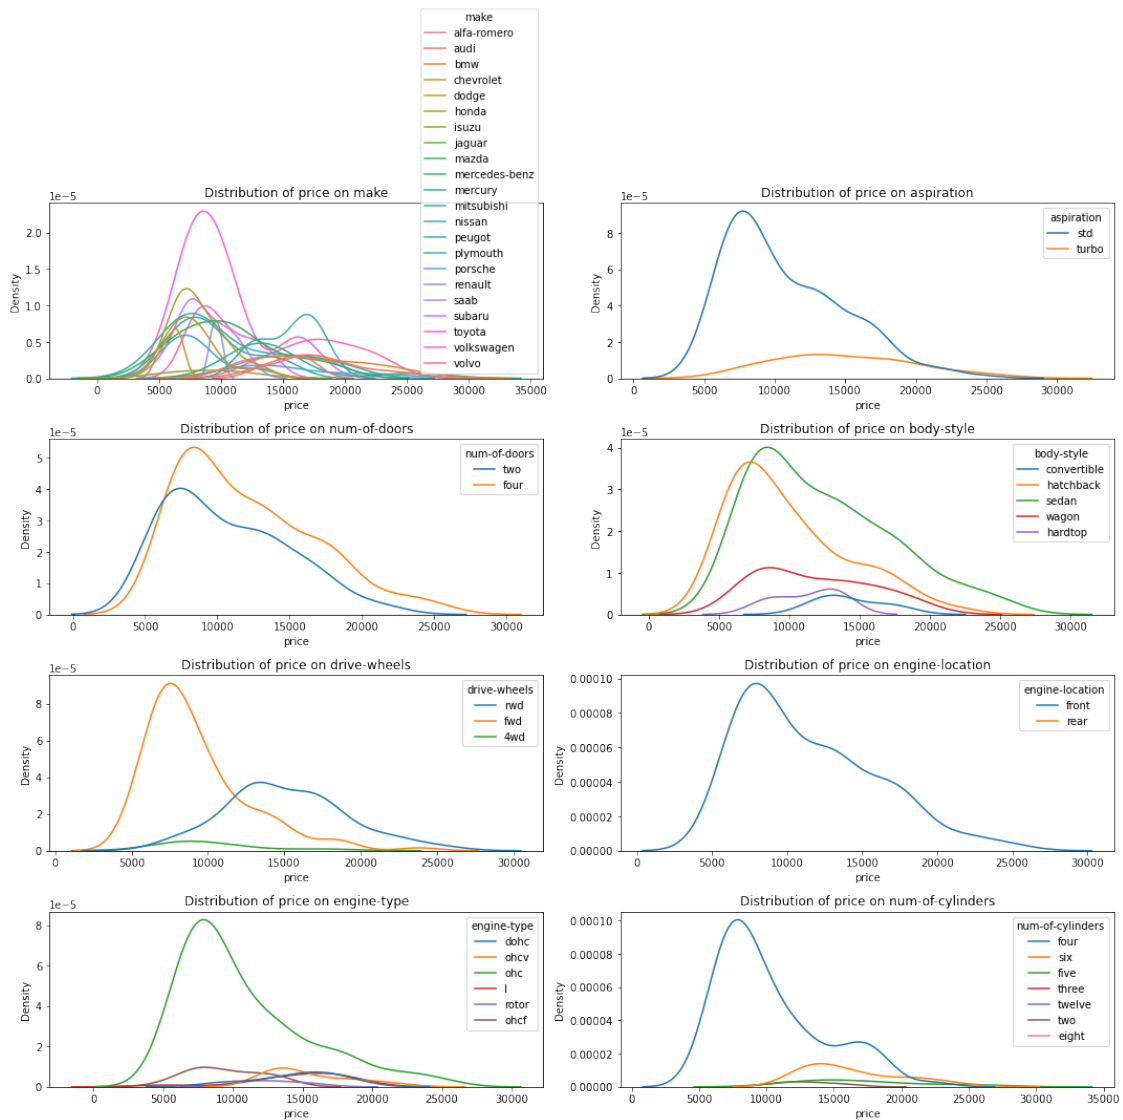 make
alfa-romero
audi
bmw
chevrolet
dodge
honda
isuzu
jaguar
mazda
mercedes-benz
mercury
mitsubishi
nissan
peugot
plymouth
porsche
renault
saab
subaru
toyota
volkswagen
volvo
Distribution of price on make
1e-5
2.0
1.5
1.0
0.5
0.0
Density
0 5000 10000 15000 20000 25000 30000 35000
price
Distribution of price on aspiration
1e-5
8
6
4
2
0
Density
aspiration
std
turbo
0 5000 10000 15000 20000 25000 30000
price
Distribution of price on num-of-doors
1e-5
5
4
3
2
1
0
Density
num-of-doors
two
four
0 5000 10000 15000 20000 25000 30000
price
Distribution of price on body-style
1e-5
4
3
2
1
0
Density
body-style
convertible
hatchback
sedan
wagon
hardtop
0 5000 10000 15000 20000 25000 30000
price
Distribution of price on drive-wheels
1e-5
8
6
4
2
0
Density
drive-wheels
rwd
fwd
4wd
0 5000 10000 15000 20000 25000 30000
price
Distribution of price on engine-location
0.00010
0.00008
0.00006
0.00004
0.00002
0.00000
Density
engine-location
front
rear
0 5000 10000 15000 20000 25000 30000
price
Distribution of price on engine-type
1e-5
8
6
4
2
0
Density
engine-type
dohc
ohcv
ohc
l
rotor
ohcf
0 5000 10000 15000 20000 25000 30000
price
Distribution of price on num-of-cylinders
0.00010
0.00008
0.00006
0.00004
0.00002
0.00000
Density
num-of-cylinders
four
six
five
three
twelve
two
eight
0 5000 10000 15000 20000 25000 30000 35000
price